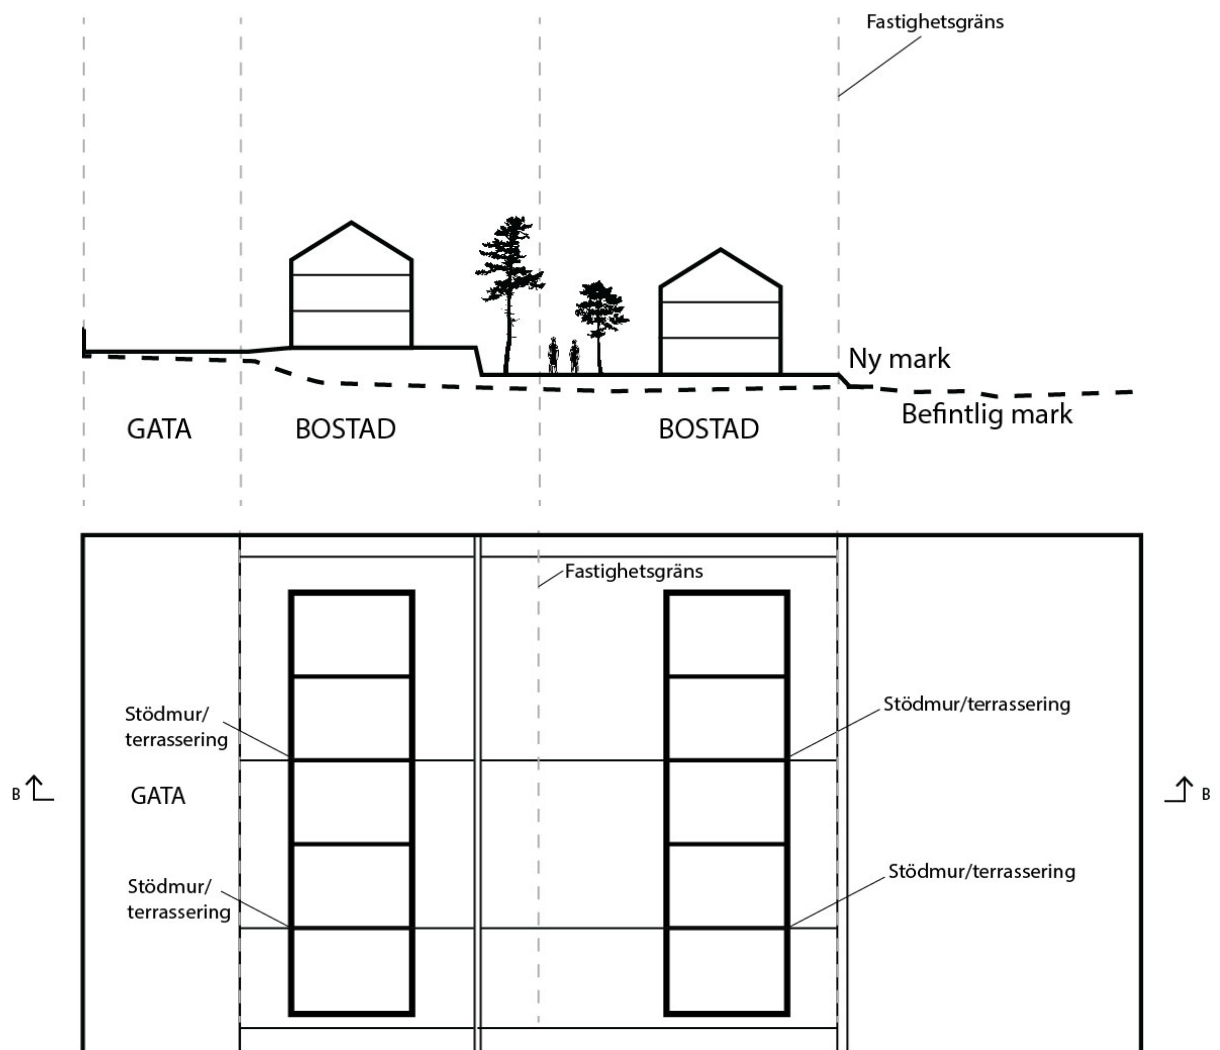 Fastighetsgräns
Ny mark
Befintlig mark
GATA
BOSTAD
BOSTAD
Fastighetsgräns
Stödmur/
terrassering
Stödmur/terrassering
B
GATA
B
Stödmur/
terrassering
Stödmur/terrassering